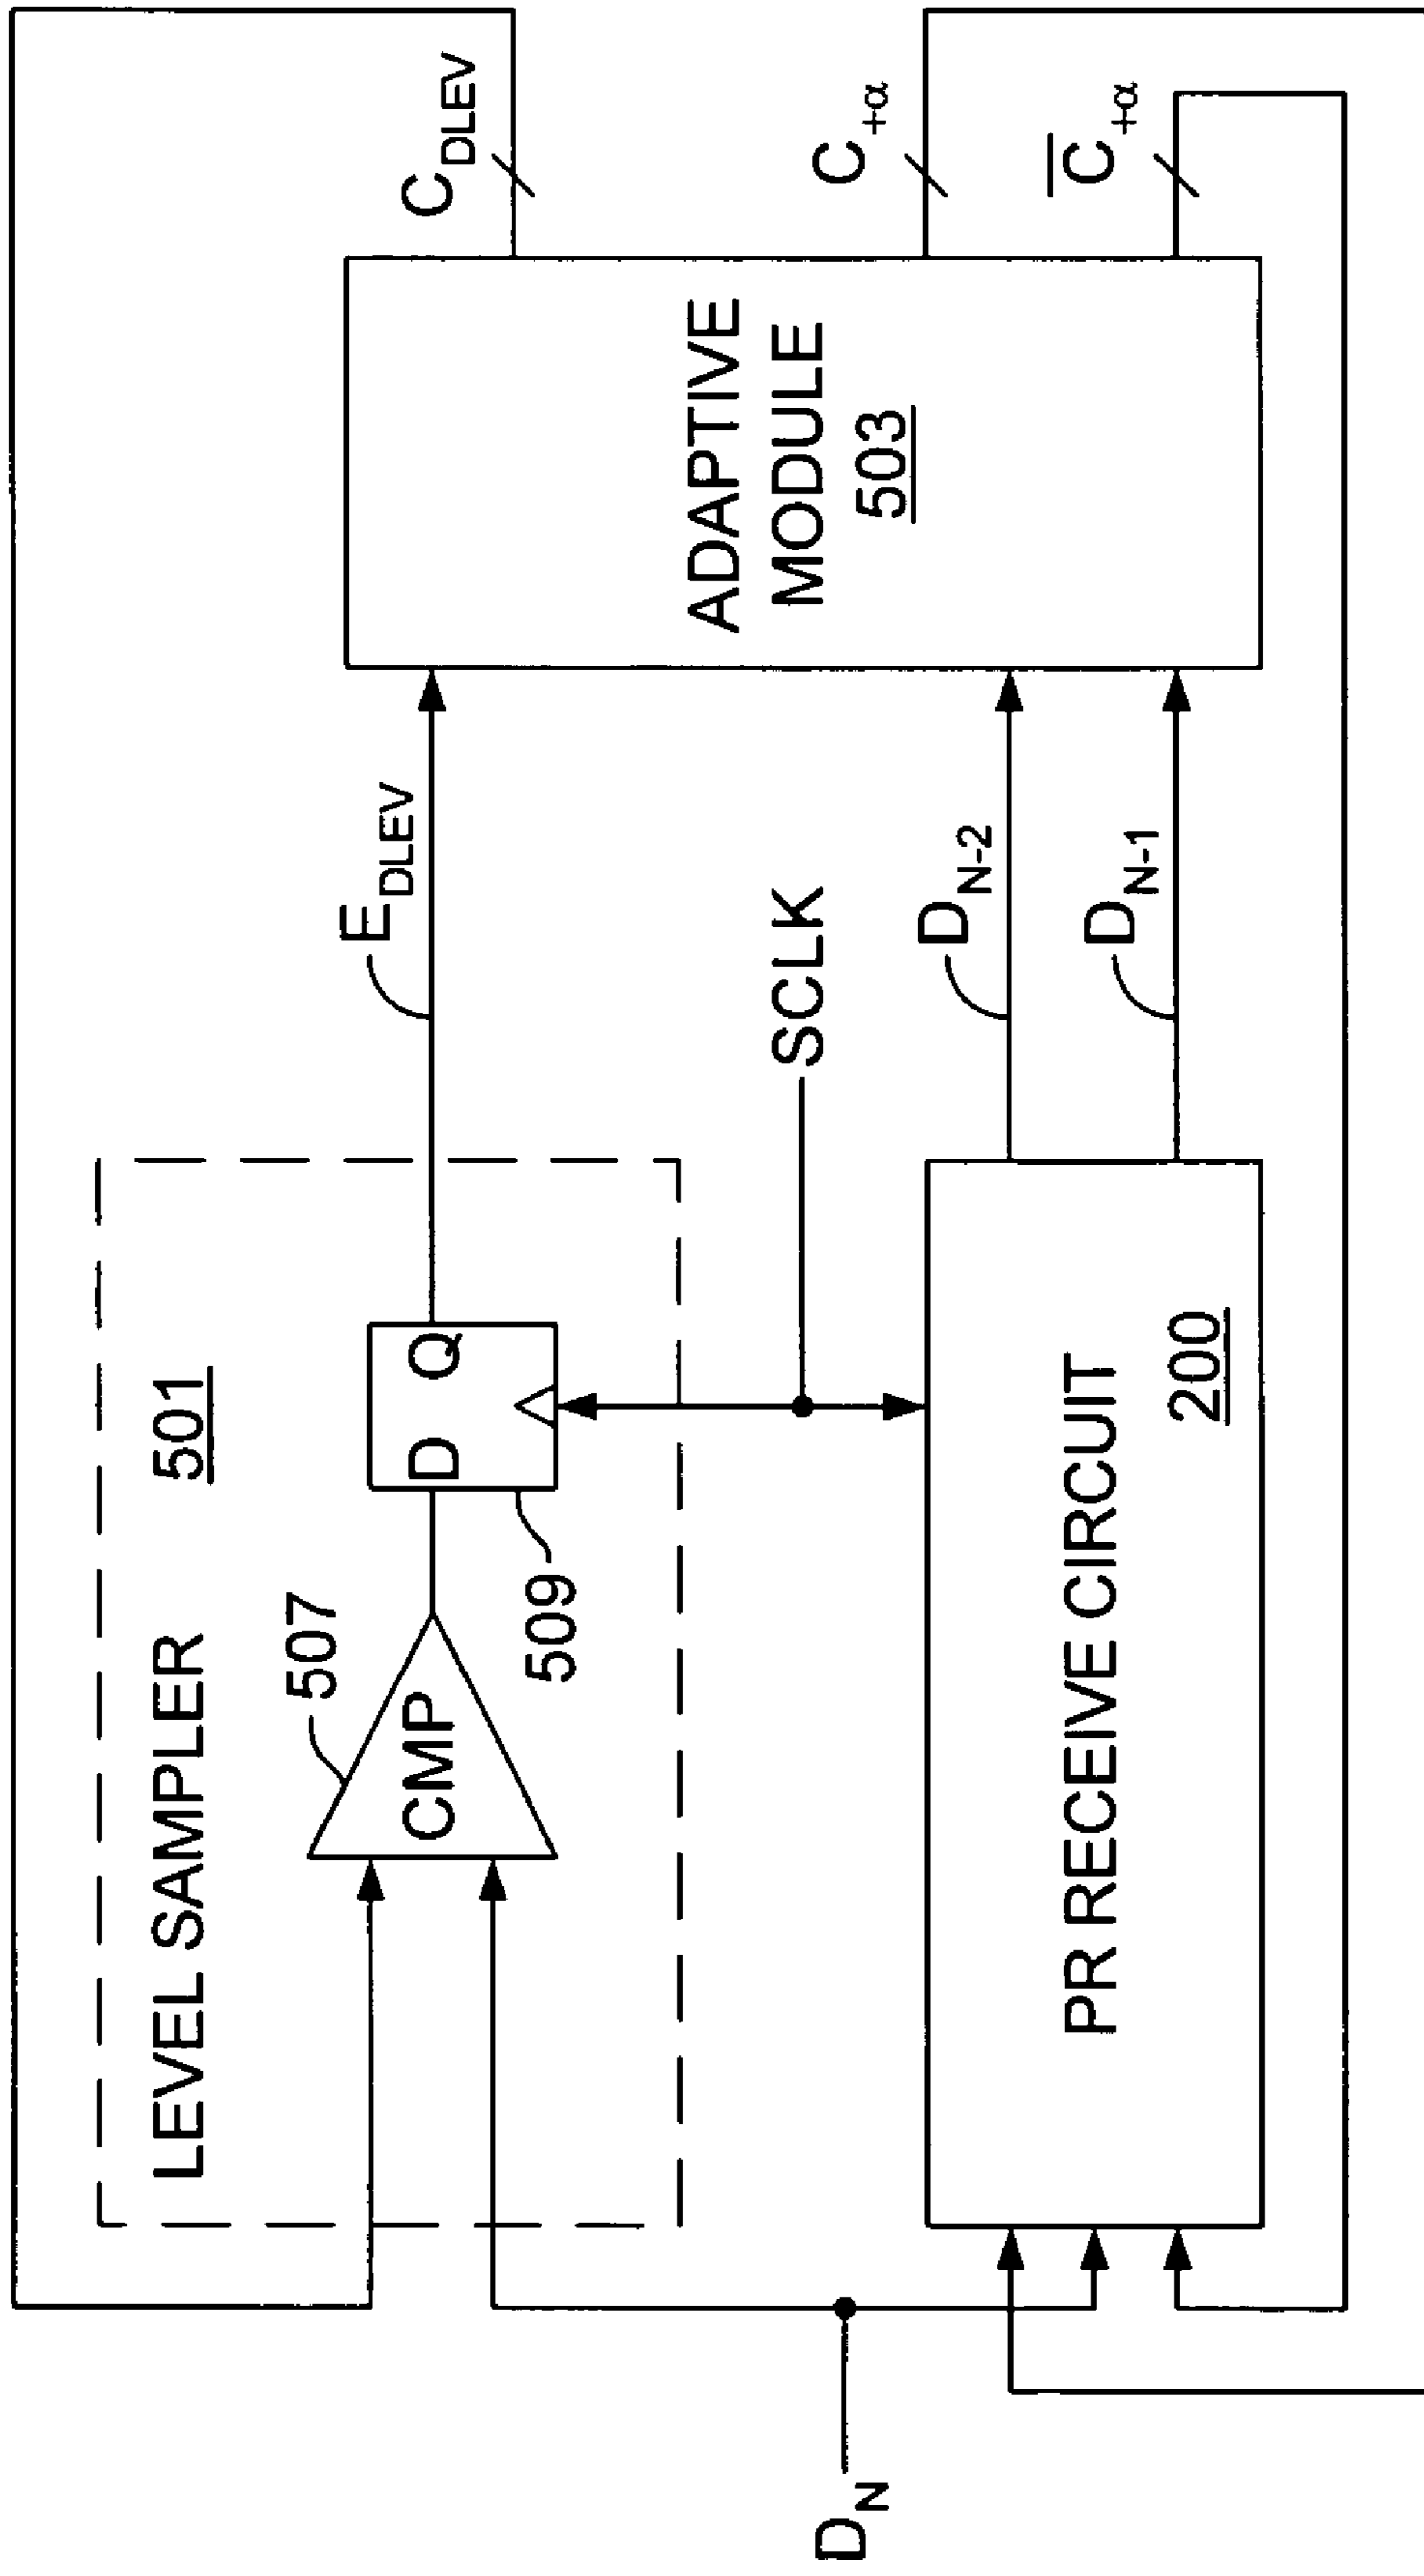 LEVEL SAMPLER 501
507
CMP
D Q
509
E_DLEV
C_DLEV
ADAPTIVE
MODULE
503
SCLK
D_N
PR RECEIVE CIRCUIT
200
D_N-2
D_N-1
C_+α
C̅_+α